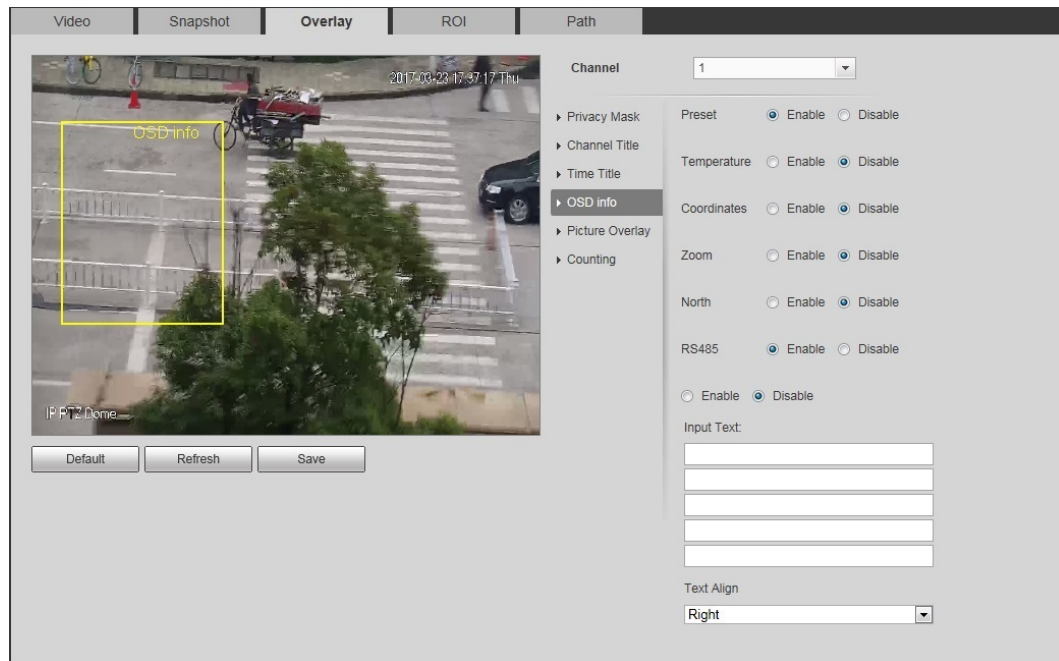 Video Snapshot Overlay ROI Path
2017-03-23 17:37:17 Thu
OSD info
IP PTZ Dome
Default Refresh Save
Channel 1
Privacy Mask
Channel Title
Time Title
OSD info
Picture Overlay
Counting
Preset Enable Disable
Temperature Enable Disable
Coordinates Enable Disable
Zoom Enable Disable
North Enable Disable
RS485 Enable Disable
Enable Disable
Input Text:
Text Align
Right